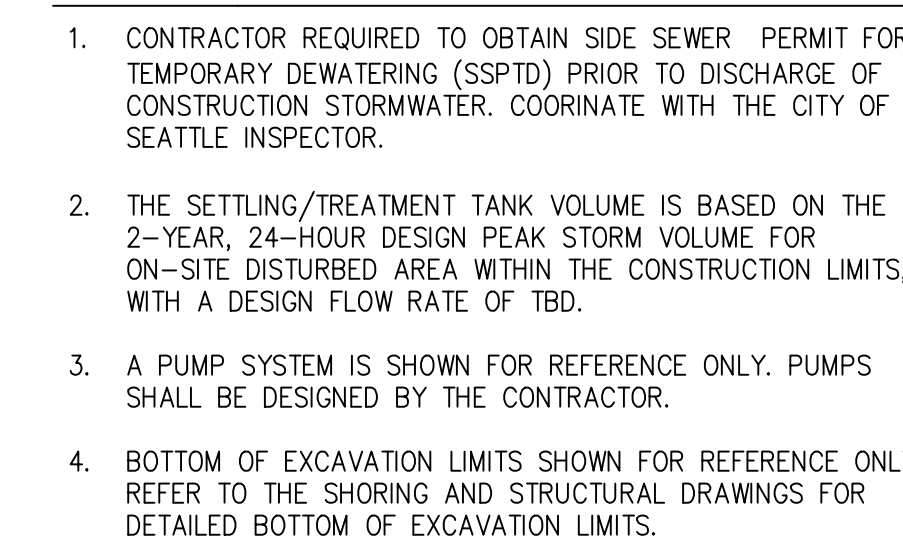 1. CONTRACTOR REQUIRED TO OBTAIN SIDE SEWER PERMIT FOR
TEMPORARY DEWATERING (SSPTD) PRIOR TO DISCHARGE OF
CONSTRUCTION STORMWATER. COORINATE WITH THE CITY OF
SEATTLE INSPECTOR.
2. THE SETTLING/TREATMENT TANK VOLUME IS BASED ON THE
2-YEAR, 24-HOUR DESIGN PEAK STORM VOLUME FOR
ON-SITE DISTURBED AREA WITHIN THE CONSTRUCTION LIMITS,
WITH A DESIGN FLOW RATE OF TBD.
3. A PUMP SYSTEM IS SHOWN FOR REFERENCE ONLY. PUMPS
SHALL BE DESIGNED BY THE CONTRACTOR.
4. BOTTOM OF EXCAVATION LIMITS SHOWN FOR REFERENCE ONL
REFER TO THE SHORING AND STRUCTURAL DRAWINGS FOR
DETAILED BOTTOM OF EXCAVATION LIMITS.